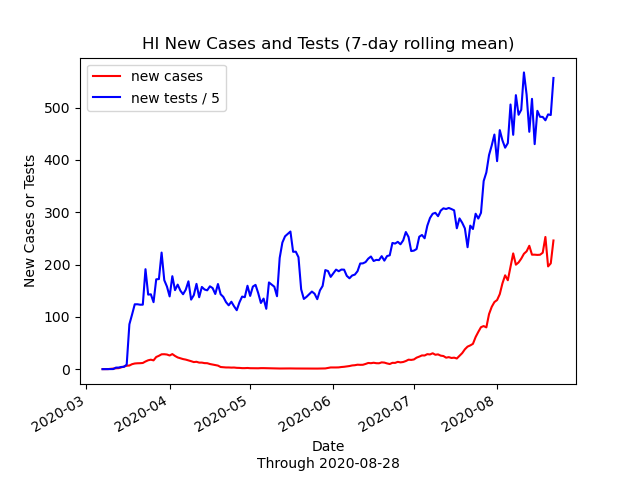 HI New Cases and Tests (7-day rolling mean)
new cases
new tests / 5
New Cases or Tests
500
400
300
200
100
0
2020-03
2020-04
2020-05
2020-06
2020-07
2020-08
Date
Through 2020-08-28